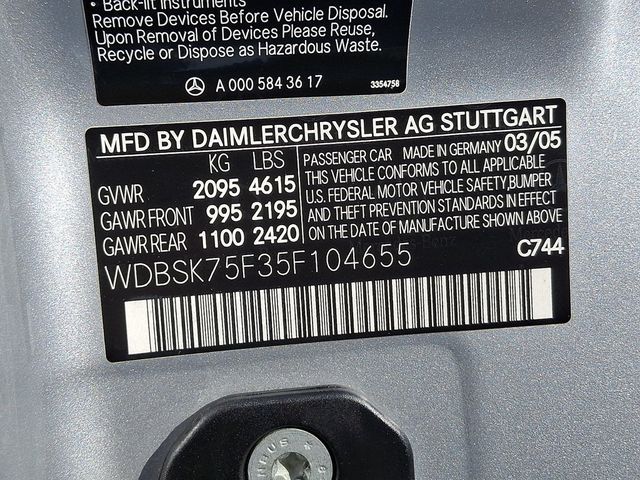 Back-lit Instruments
Remove Devices Before Vehicle Disposal.
Upon Removal of Devices Please Reuse,
Recycle or Dispose as Hazardous Waste.
A 000 584 36 17
3354758
MFD BY DAIMLERCHRYSLER AG STUTTGART
KG LBS
GVWR 2095 4615
GAWR FRONT 995 2195
GAWR REAR 1100 2420
PASSENGER CAR MADE IN GERMANY 03/05
THIS VEHICLE CONFORMS TO ALL APPLICABLE
U.S. FEDERAL MOTOR VEHICLE SAFETY,BUMPER
AND THEFT PREVENTION STANDARDS IN EFFECT
ON THE DATE OF MANUFACTURE SHOWN ABOVE
WDBSK75F35F104655
C744